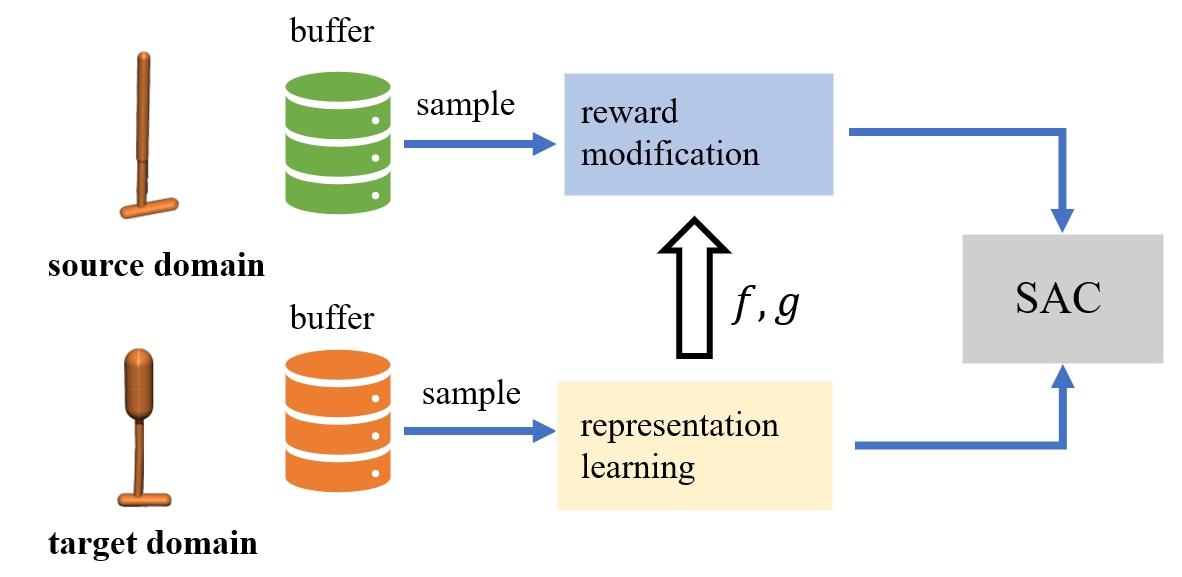 buffer
sample
reward
modification
source domain
SAC
f, g
buffer
sample
representation
learning
target domain